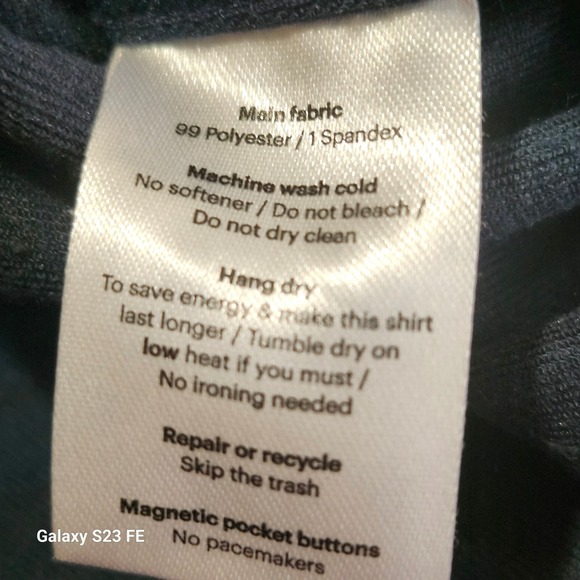 Main fabric
99 Polyester / 1 Spandex
Machine wash cold
No softener / Do not bleach /
Do not dry clean
Hang dry
To save energy & make this shirt
last longer / Tumble dry on
low heat if you must /
No ironing needed
Repair or recycle
Skip the trash
Magnetic pocket buttons
No pacemakers
Galaxy S23 FE